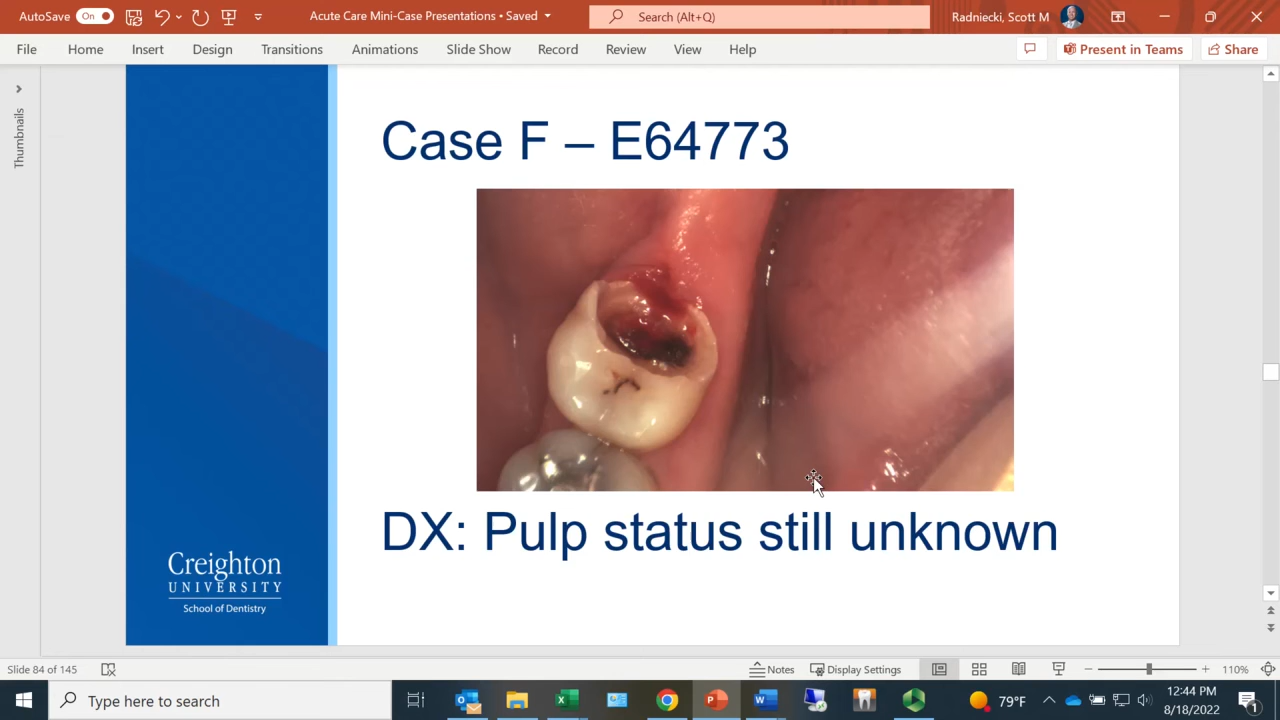 AutoSave On Acute Care Mini-Case Presentations • Saved Search (Alt+Q) Radniecki, Scott M
File Home Insert Design Transitions Animations Slide Show Record Review View Help Present in Teams Share
Thumbnails
Case F – E64773
DX: Pulp status still unknown
Creighton
UNIVERSITY
School of Dentistry
Slide 84 of 145 Notes Display Settings 110%
Type here to search 79°F 12:44 PM
8/18/2022 1